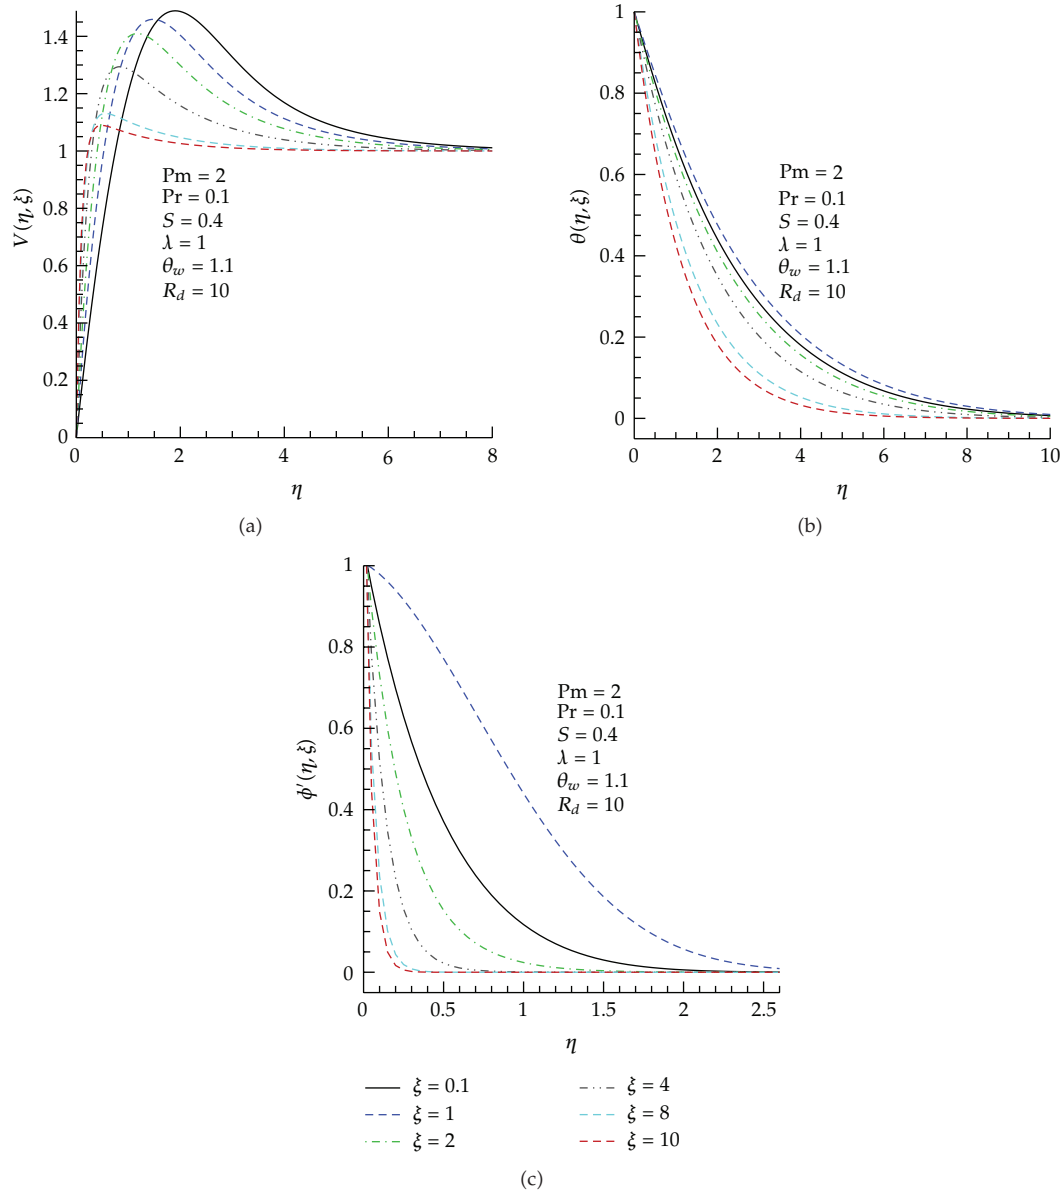 1.4
1.2
1
0.8
0.6
0.4
0.2
0
V(η, ξ)
Pm = 2
Pr = 0.1
S = 0.4
λ = 1
θw = 1.1
Rd = 10
0 2 4 6 8
η
(a)
1
0.8
0.6
0.4
0.2
0
θ(η, ξ)
Pm = 2
Pr = 0.1
S = 0.4
λ = 1
θw = 1.1
Rd = 10
0 2 4 6 8 10
η
(b)
1
0.8
0.6
0.4
0.2
0
ϕ′(η, ξ)
Pm = 2
Pr = 0.1
S = 0.4
λ = 1
θw = 1.1
Rd = 10
0 0.5 1 1.5 2 2.5
η
ξ = 0.1
ξ = 1
ξ = 2
ξ = 4
ξ = 8
ξ = 10
(c)